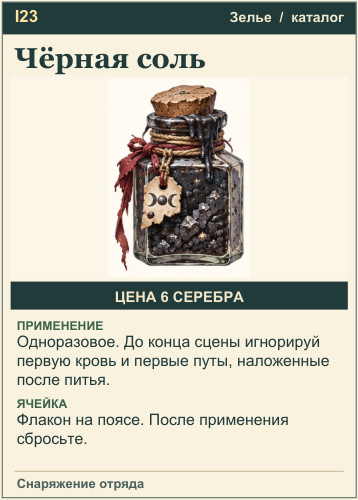 I23
Зелье / каталог
Чёрная соль
ЦЕНА 6 СЕРЕБРА
ПРИМЕНЕНИЕ
Одноразовое. До конца сцены игнорируй
первую кровь и первые путы, наложенные
после питья.
ЯЧЕЙКА
Флакон на поясе. После применения
сбросьте.
Снаряжение отряда